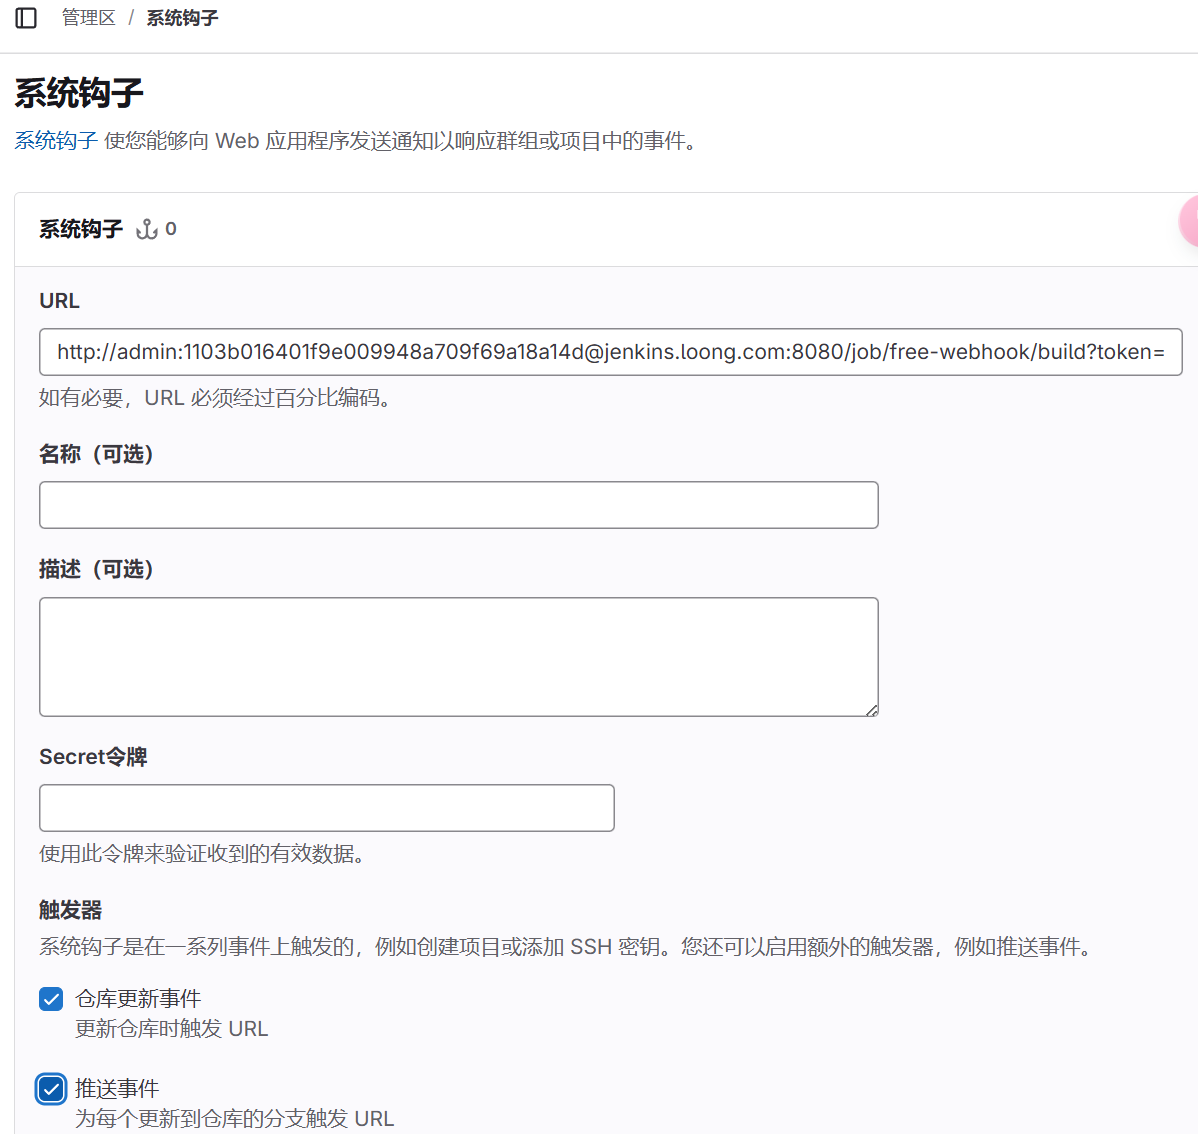 管理区 / 系统钩子
系统钩子
系统钩子 使您能够向 Web 应用程序发送通知以响应群组或项目中的事件。
系统钩子 0
URL
http://admin:1103b016401f9e009948a709f69a18a14d@jenkins.loong.com:8080/job/free-webhook/build?token=
如有必要，URL 必须经过百分比编码。
名称（可选）
描述（可选）
Secret令牌
使用此令牌来验证收到的有效数据。
触发器
系统钩子是在一系列事件上触发的，例如创建项目或添加 SSH 密钥。您还可以启用额外的触发器，例如推送事件。
仓库更新事件
更新仓库时触发 URL
推送事件
为每个更新到仓库的分支触发 URL